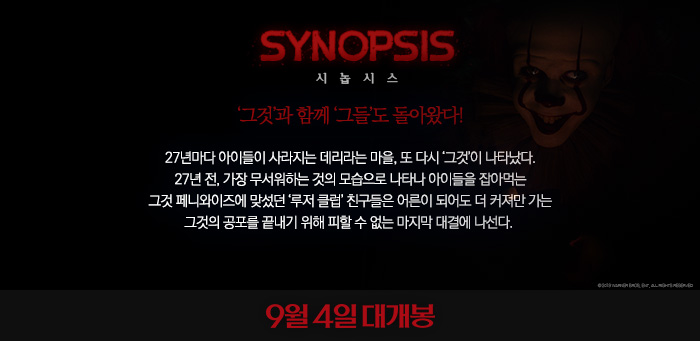 SYNOPSIS
시놉시스
'그것'과 함께 '그들'도 돌아왔다!
27년마다 아이들이 사라지는 데리라는 마을, 또 다시 '그것'이 나타났다.
27년 전, 가장 무서워하는 것의 모습으로 나타나 아이들을 잡아먹는
그것 페니와이즈에 맞섰던 '루저 클럽' 친구들은 어른이 되어도 더 커져만 가는
그것의 공포를 끝내기 위해 피할 수 없는 마지막 대결에 나선다.
© 2019 WARNER BROS. ENT. ALL RIGHTS RESERVED
9월 4일 대개봉